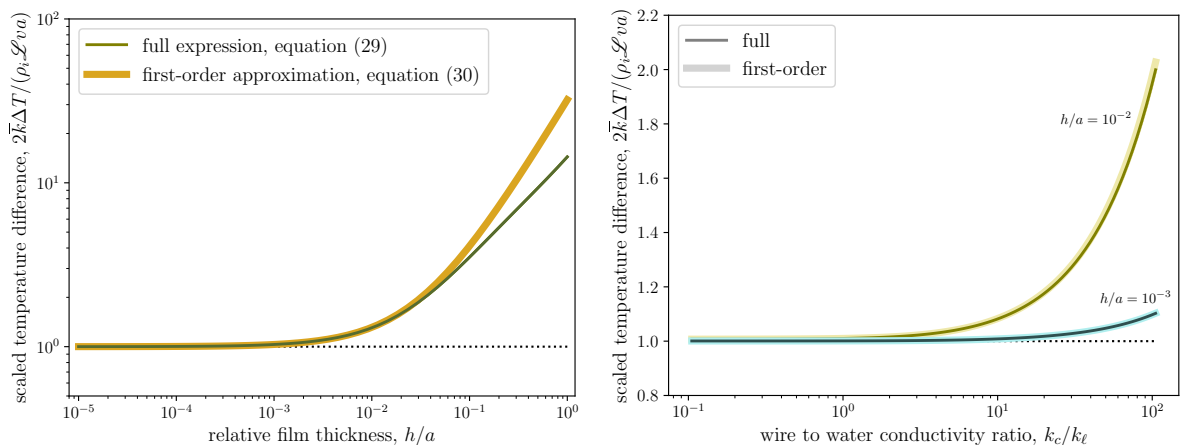 10²
10¹
10⁰
scaled temperature difference, 2k̅ΔT/(ρᵢℒva)
full expression, equation (29)
first-order approximation, equation (30)
10⁻⁵ 10⁻⁴ 10⁻³ 10⁻² 10⁻¹ 10⁰
relative film thickness, h/a
2.2
2.0
1.8
1.6
1.4
1.2
1.0
0.8
scaled temperature difference, 2k̅ΔT/(ρᵢℒva)
full
first-order
h/a = 10⁻²
h/a = 10⁻³
10⁻¹ 10⁰ 10¹ 10²
wire to water conductivity ratio, k_c/k_ℓ